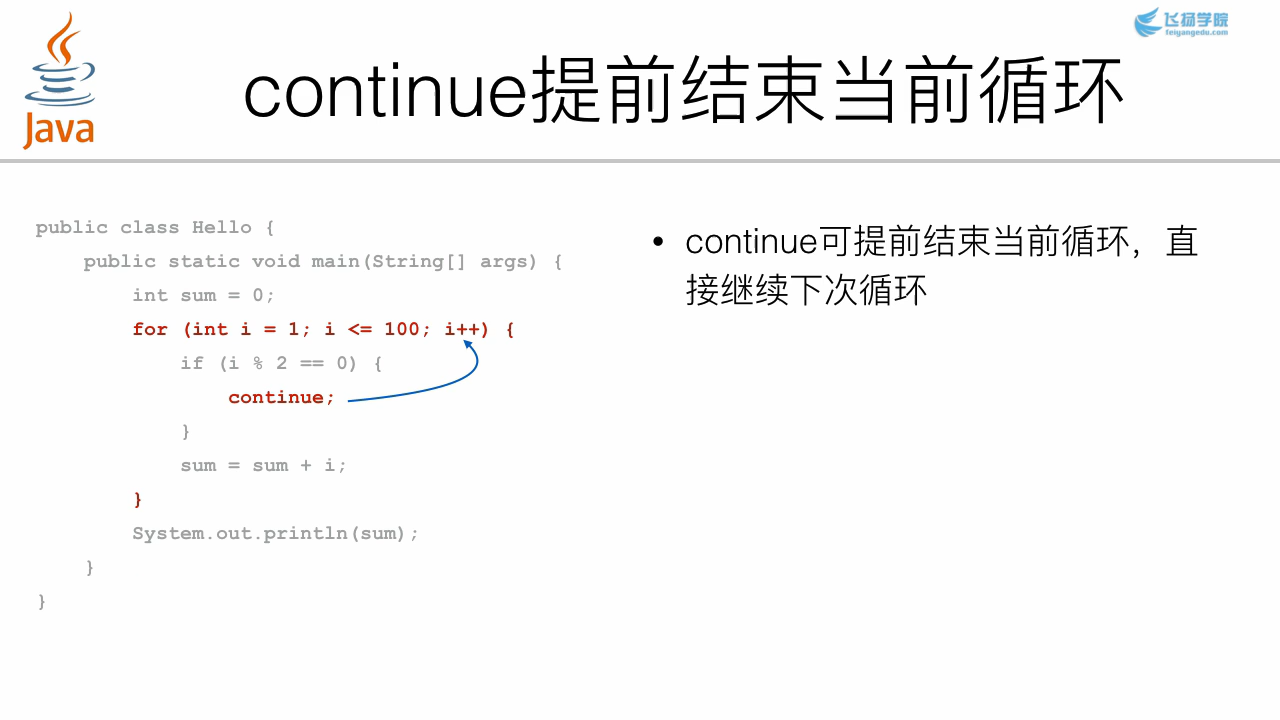 Java
飞扬学院
feiyangedu.com
continue提前结束当前循环
public class Hello {
    public static void main(String[] args) {
        int sum = 0;
        for (int i = 1; i <= 100; i++) {
            if (i % 2 == 0) {
                continue;
            }
            sum = sum + i;
        }
        System.out.println(sum);
    }
}
• continue可提前结束当前循环，直
接继续下次循环